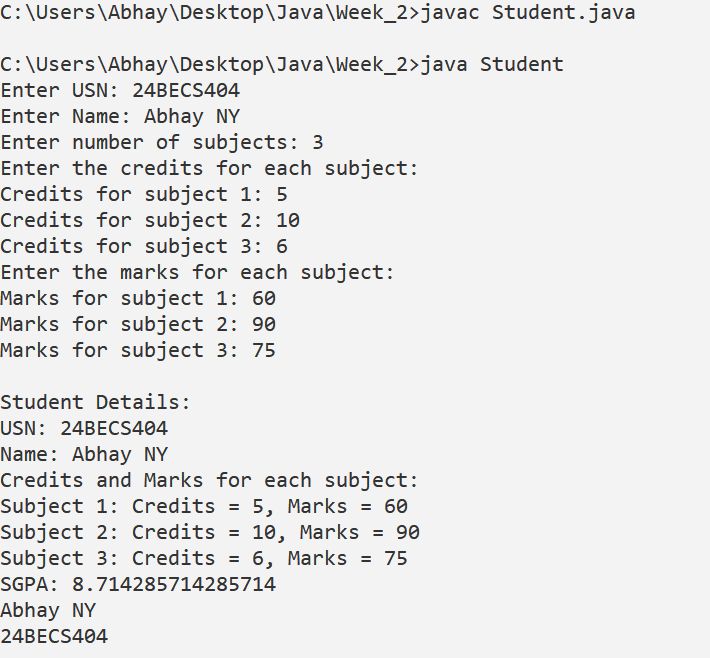 C:\Users\Abhay\Desktop\Java\Week_2>javac Student.java
C:\Users\Abhay\Desktop\Java\Week_2>java Student
Enter USN: 24BECS404
Enter Name: Abhay NY
Enter number of subjects: 3
Enter the credits for each subject:
Credits for subject 1: 5
Credits for subject 2: 10
Credits for subject 3: 6
Enter the marks for each subject:
Marks for subject 1: 60
Marks for subject 2: 90
Marks for subject 3: 75
Student Details:
USN: 24BECS404
Name: Abhay NY
Credits and Marks for each subject:
Subject 1: Credits = 5, Marks = 60
Subject 2: Credits = 10, Marks = 90
Subject 3: Credits = 6, Marks = 75
SGPA: 8.714285714285714
Abhay NY
24BECS404